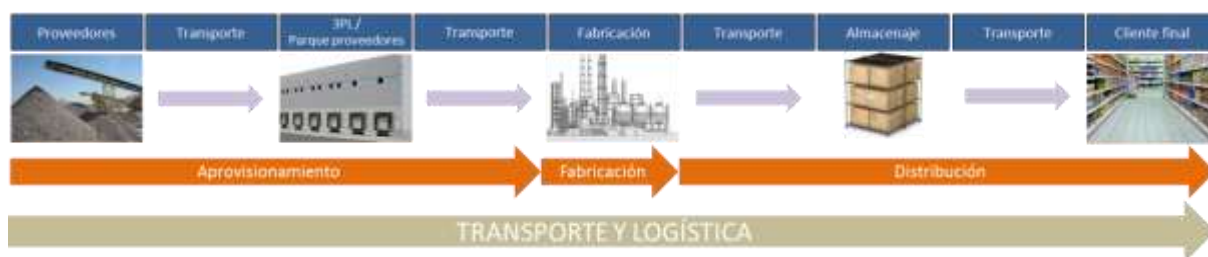 Proveedores
Transporte
3PL/
Parque proveedores
Transporte
Fabricación
Transporte
Almacenaje
Transporte
Cliente final
Aprovisionamiento
Fabricación
Distribución
TRANSPORTE Y LOGÍSTICA